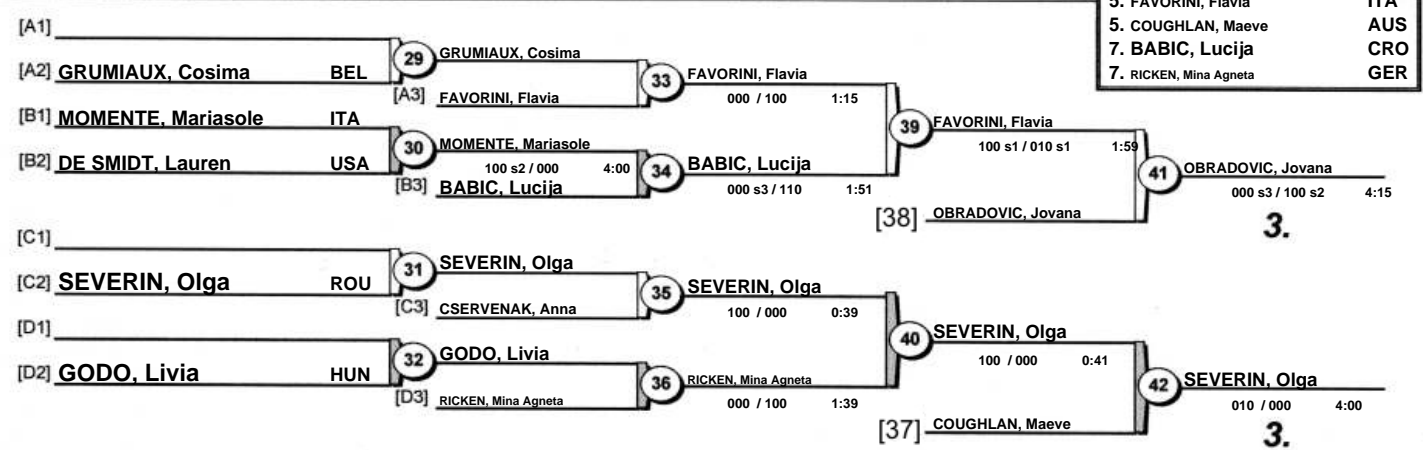 5. FAVORINI, Flavia ITA
5. COUGHLAN, Maeve AUS
7. BABIC, Lucija CRO
7. RICKEN, Mina Agneta GER
[A1]
[A2] GRUMIAUX, Cosima BEL
29
GRUMIAUX, Cosima
[A3] FAVORINI, Flavia
33
FAVORINI, Flavia
000 / 100 1:15
[B1] MOMENTE, Mariasole ITA
[B2] DE SMIDT, Lauren USA
30
MOMENTE, Mariasole
100 s2 / 000 4:00
[B3] BABIC, Lucija
34
BABIC, Lucija
000 s3 / 110 1:51
39
FAVORINI, Flavia
100 s1 / 010 s1 1:59
[38] OBRADOVIC, Jovana
41
OBRADOVIC, Jovana
000 s3 / 100 s2 4:15
3.
[C1]
[C2] SEVERIN, Olga ROU
31
SEVERIN, Olga
[C3] CSERVENAK, Anna
35
SEVERIN, Olga
100 / 000 0:39
[D1]
[D2] GODO, Livia HUN
32
GODO, Livia
[D3] RICKEN, Mina Agneta
36
RICKEN, Mina Agneta
000 / 100 1:39
40
SEVERIN, Olga
100 / 000 0:41
[37] COUGHLAN, Maeve
42
SEVERIN, Olga
010 / 000 4:00
3.